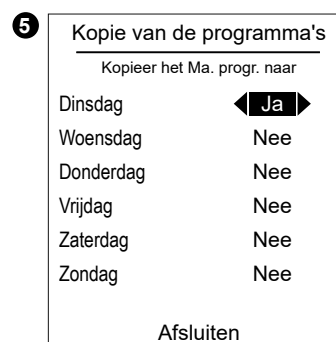 5
Kopie van de programma's
Kopieer het Ma. progr. naar
Dinsdag Ja
Woensdag Nee
Donderdag Nee
Vrijdag Nee
Zaterdag Nee
Zondag Nee
Afsluiten